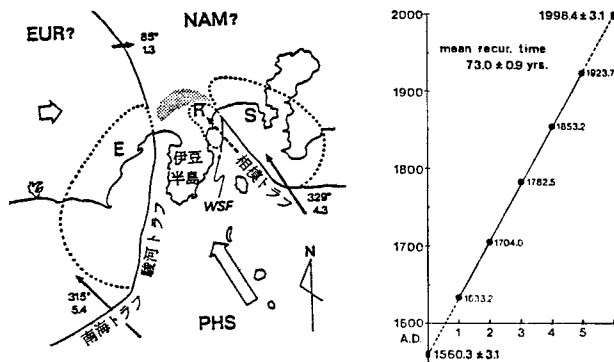 EUR?
NAM?
85°
1.3
E
R
S
伊豆
半島
WSF
相模トラフ
329°
4.3
駿河トラフ
315°
5.4
南海トラフ
PHS
N
2000
1900
1800
1700
1600
A.D.
1 2 3 4 5
mean recur. time
73.0 ± 0.9 yrs.
1998.4 ± 3.1
1923.7
1853.2
1782.5
1704.0
1633.2
1560.3 ± 3.1